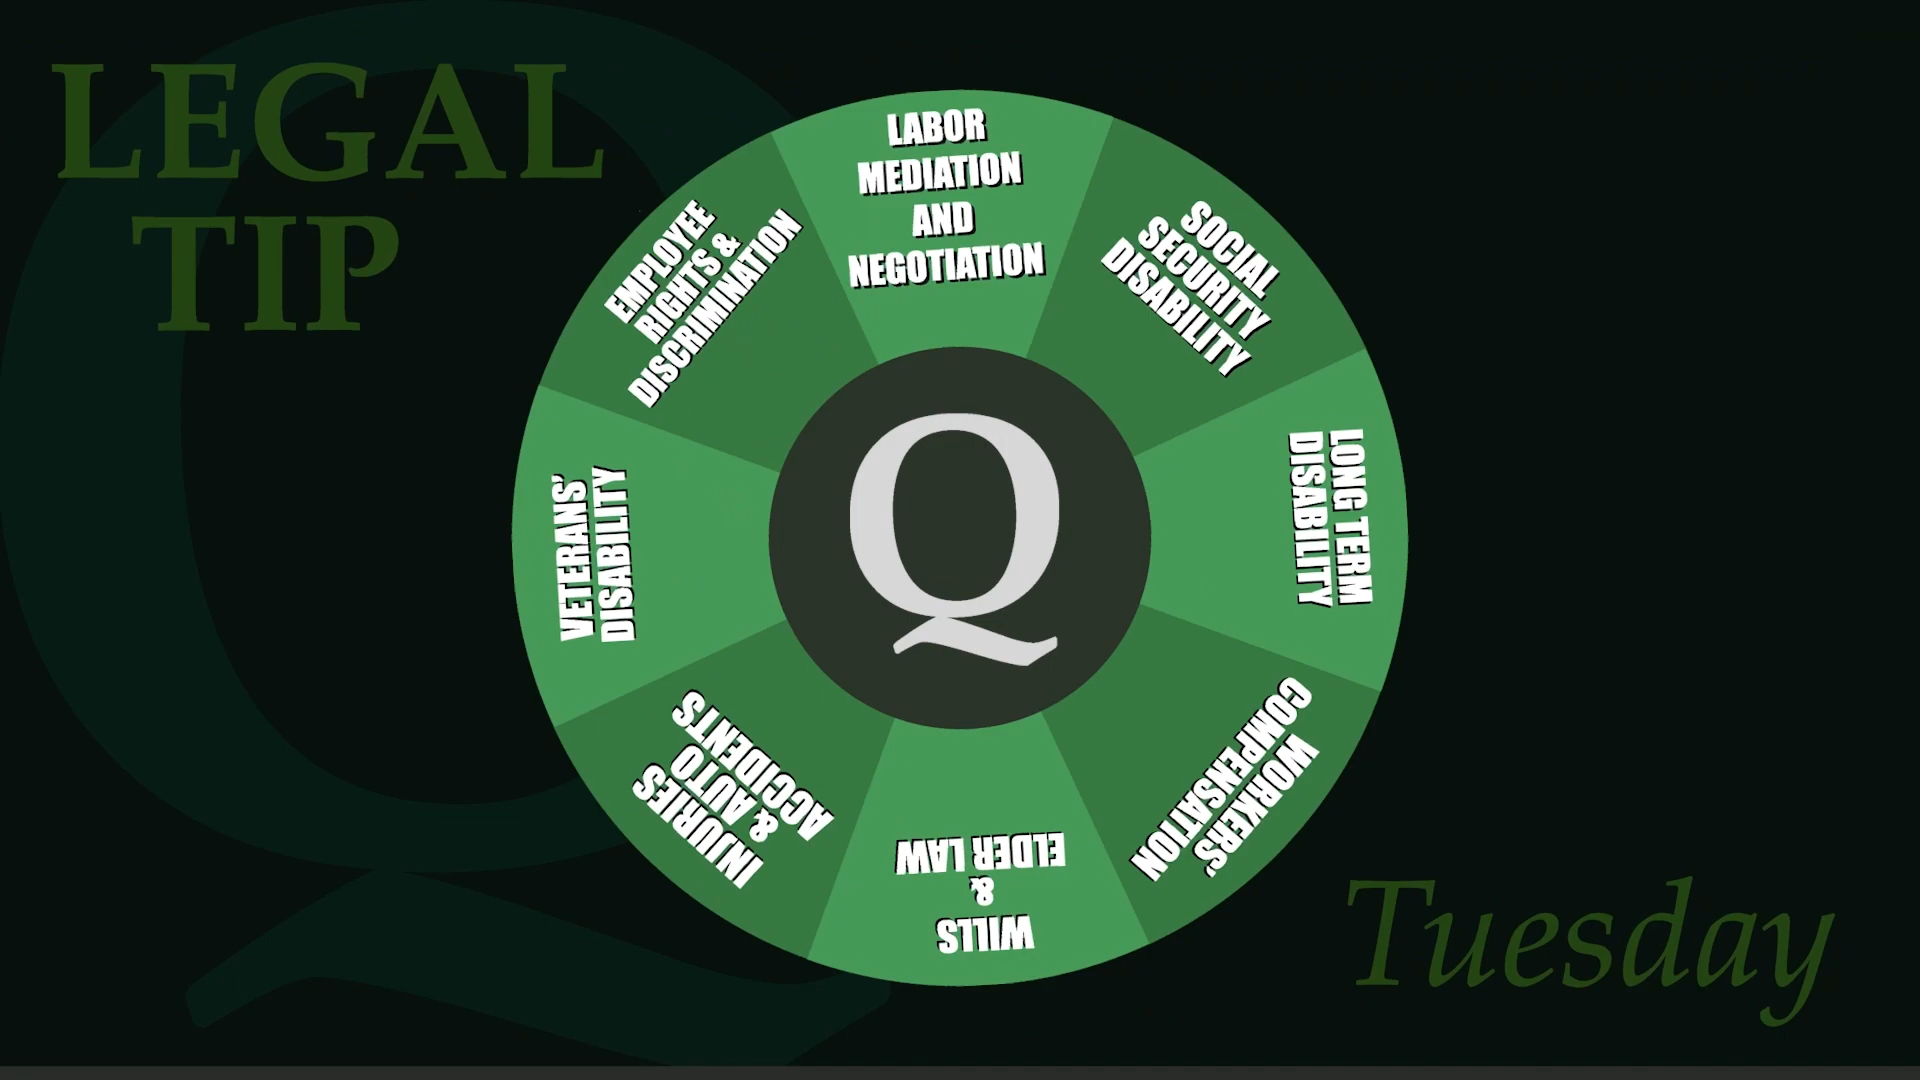 LEGAL
TIP
LABOR
MEDIATION
AND
NEGOTIATION
SOCIAL
SECURITY
DISABILITY
LONG TERM
DISABILITY
WORKERS'
COMPENSATION
WILLS
&
ELDER LAW
INJURIES
& AUTO
ACCIDENTS
VETERANS'
DISABILITY
EMPLOYEE
RIGHTS &
DISCRIMINATION
Q
Tuesday